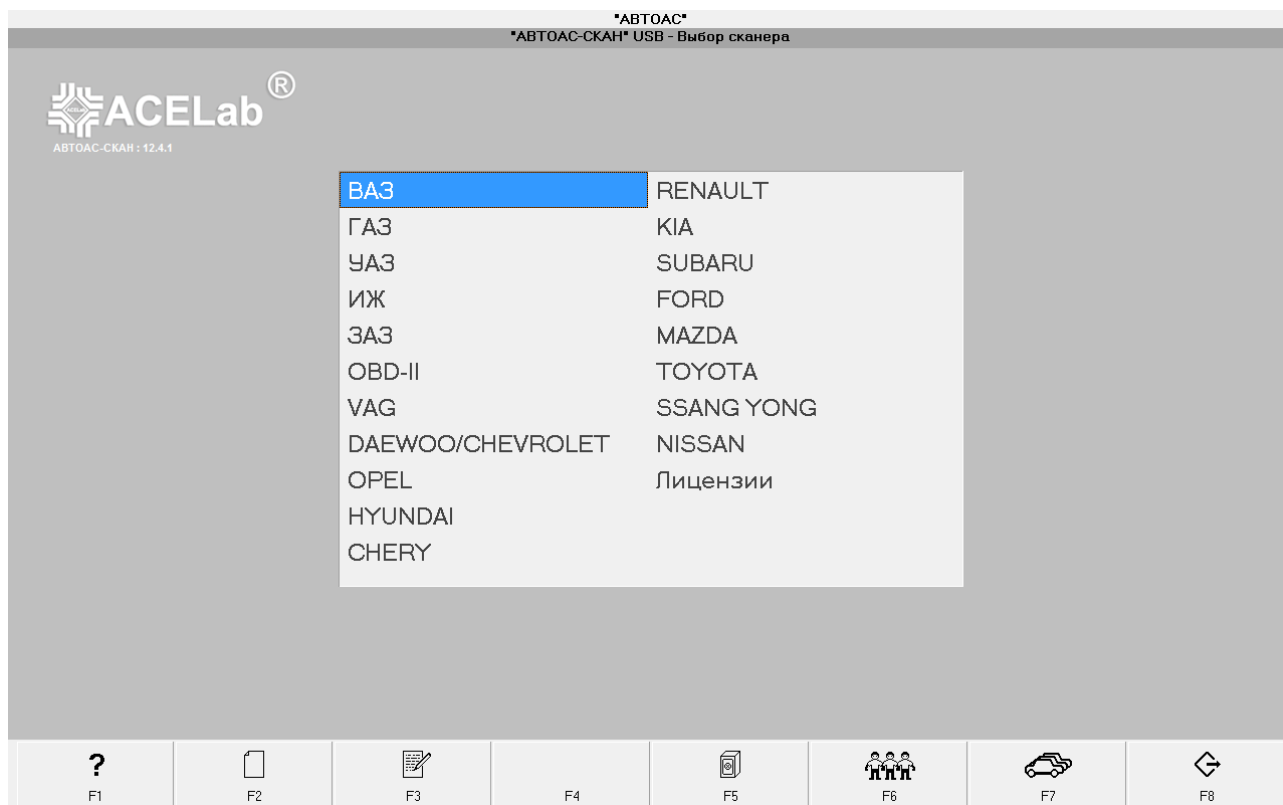 "АВТОАС"
"АВТОАС-СКАН" USB - Выбор сканера
ACELab ®
АВТОАС-СКАН : 12.4.1
ВАЗ
ГАЗ
УАЗ
ИЖ
ЗАЗ
OBD-II
VAG
DAEWOO/CHEVROLET
OPEL
HYUNDAI
CHERY
RENAULT
KIA
SUBARU
FORD
MAZDA
TOYOTA
SSANG YONG
NISSAN
Лицензии
?
F1
F2
F3
F4
F5
F6
F7
F8